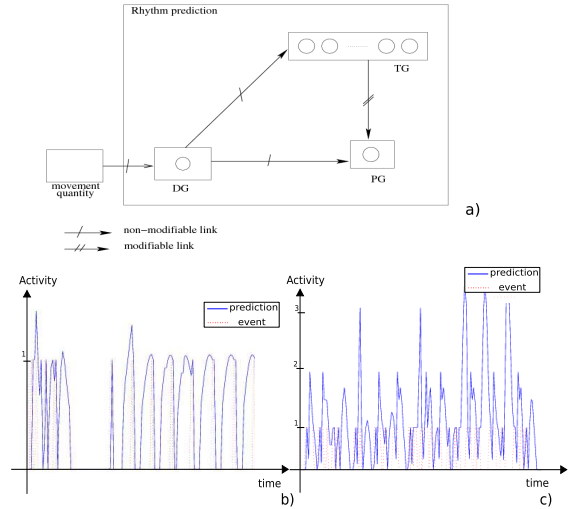 Rhythm prediction
TG
movement
quantity
DG
PG
a)
non-modifiable link
modifiable link
Activity
prediction
event
1
time
b)
Activity
prediction
event
3
2
1
time
c)